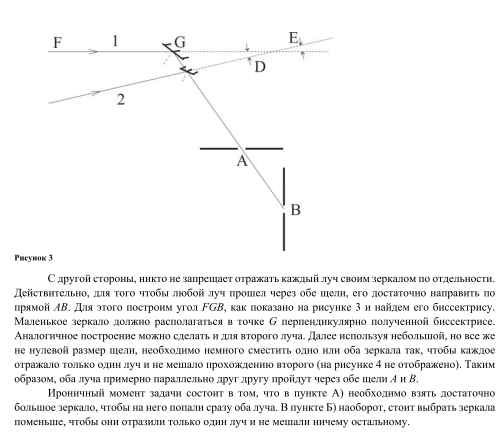 F 1 G E
D
2
A
B
Рисунок 3
С другой стороны, никто не запрещает отражать каждый луч своим зеркалом по отдельности.
Действительно, для того чтобы любой луч прошел через обе щели, его достаточно направить по
прямой AB. Для этого построим угол FGB, как показано на рисунке 3 и найдем его биссектрису.
Маленькое зеркало должно располагаться в точке G перпендикулярно полученной биссектрисе.
Аналогичное построение можно сделать и для второго луча. Далее используя небольшой, но все же
не нулевой размер щели, необходимо немного сместить одно или оба зеркала так, чтобы каждое
отражало только один луч и не мешало прохождению второго (на рисунке 4 не отображено). Таким
образом, оба луча примерно параллельно друг другу пройдут через обе щели A и B.
Ироничный момент задачи состоит в том, что в пункте А) необходимо взять достаточно
большое зеркало, чтобы на него попали сразу оба луча. В пункте Б) наоборот, стоит выбрать зеркала
поменьше, чтобы они отразили только один луч и не мешали ничему остальному.